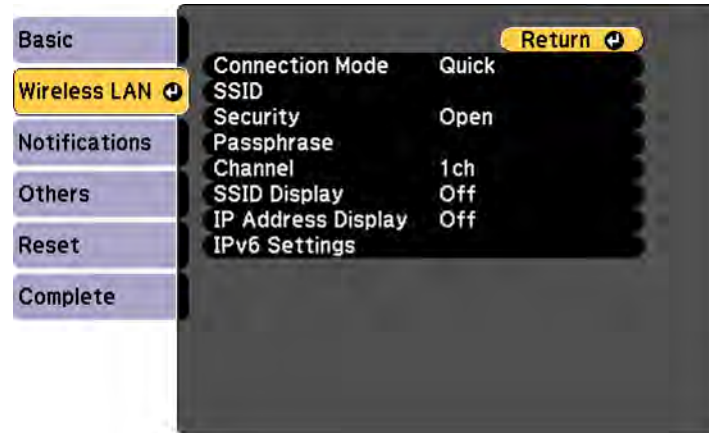 Basic
Wireless LAN
Notifications
Others
Reset
Complete
Return
Connection Mode Quick
SSID
Security Open
Passphrase
Channel 1ch
SSID Display Off
IP Address Display Off
IPv6 Settings